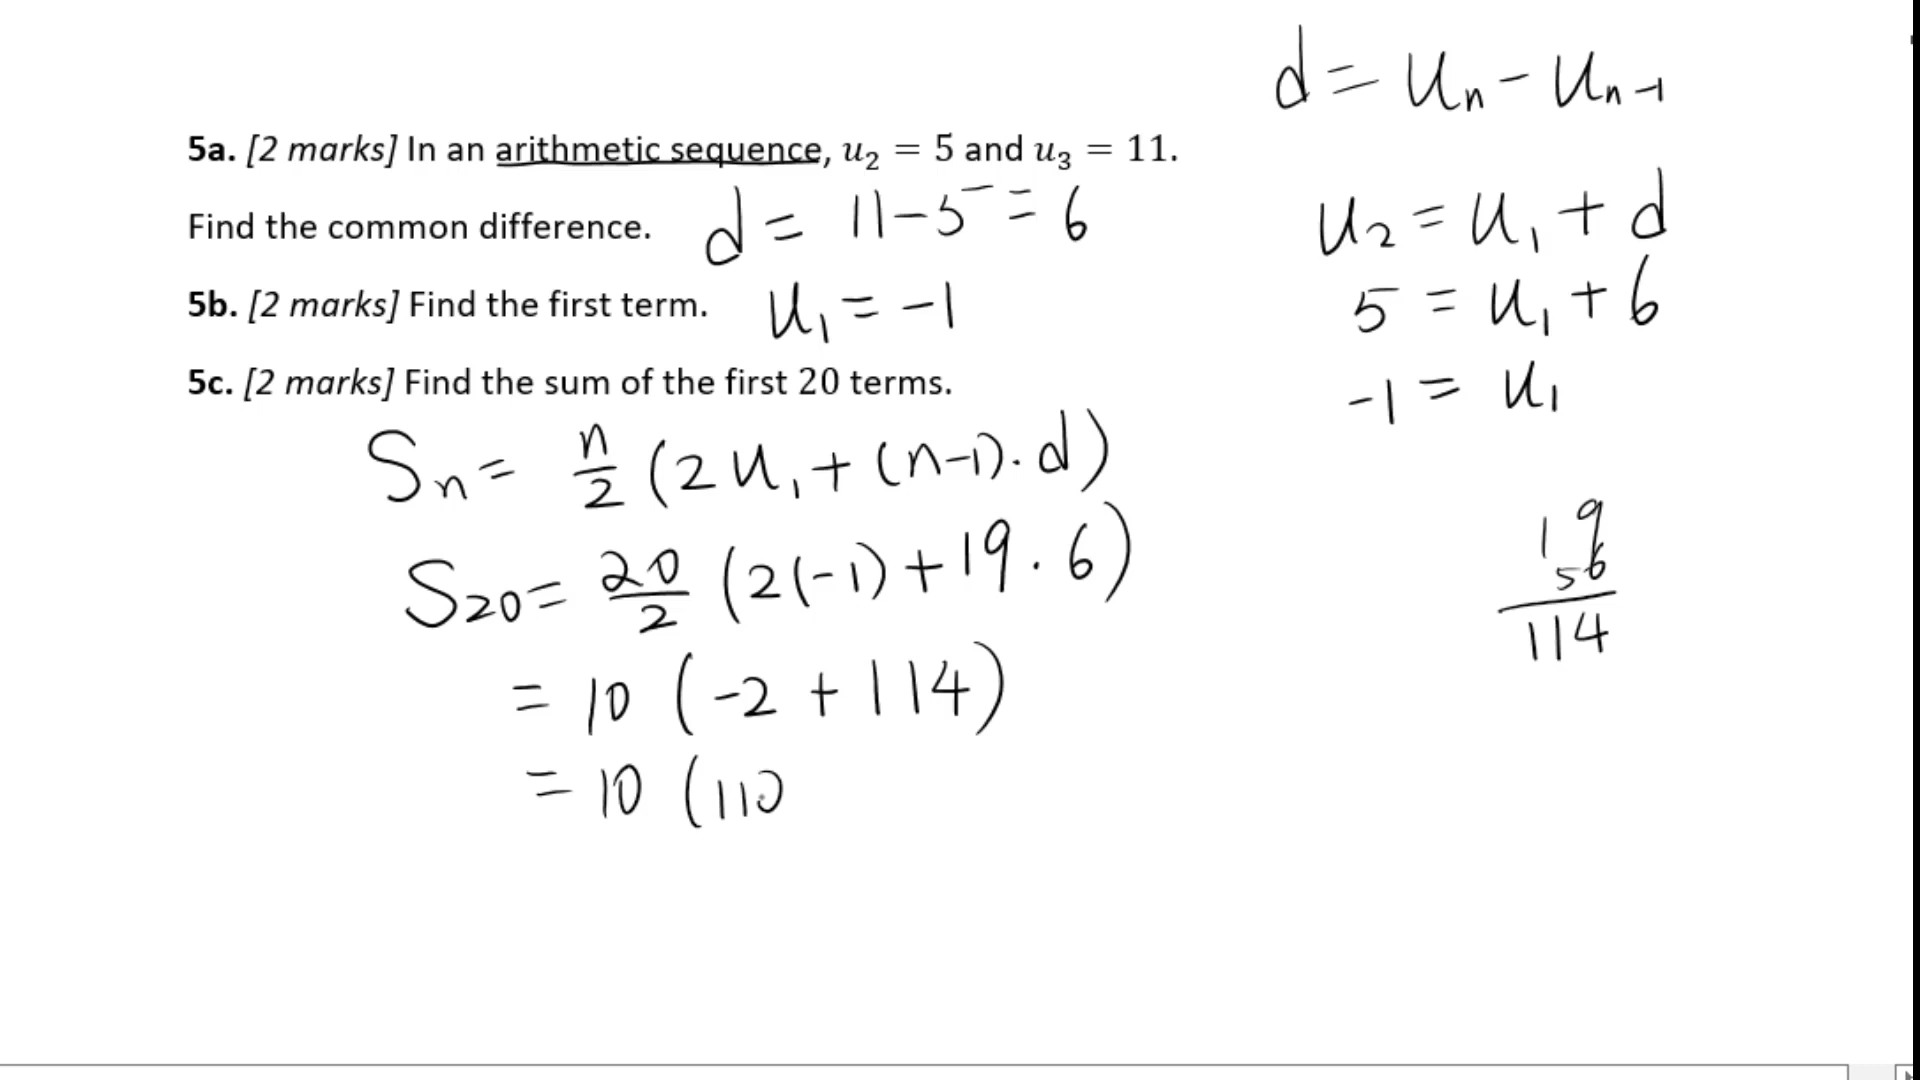 d = uₙ − uₙ₋₁
5a. [2 marks] In an arithmetic sequence, u₂ = 5 and u₃ = 11.
Find the common difference. d = 11 − 5 = 6
u₂ = u₁ + d
5b. [2 marks] Find the first term. u₁ = −1
5 = u₁ + 6
5c. [2 marks] Find the sum of the first 20 terms.
−1 = u₁
Sₙ = n/2 (2u₁ + (n−1)·d)
S₂₀ = 20/2 (2(−1) + 19·6)
19
56
114
= 10 (−2 + 114)
= 10 (110